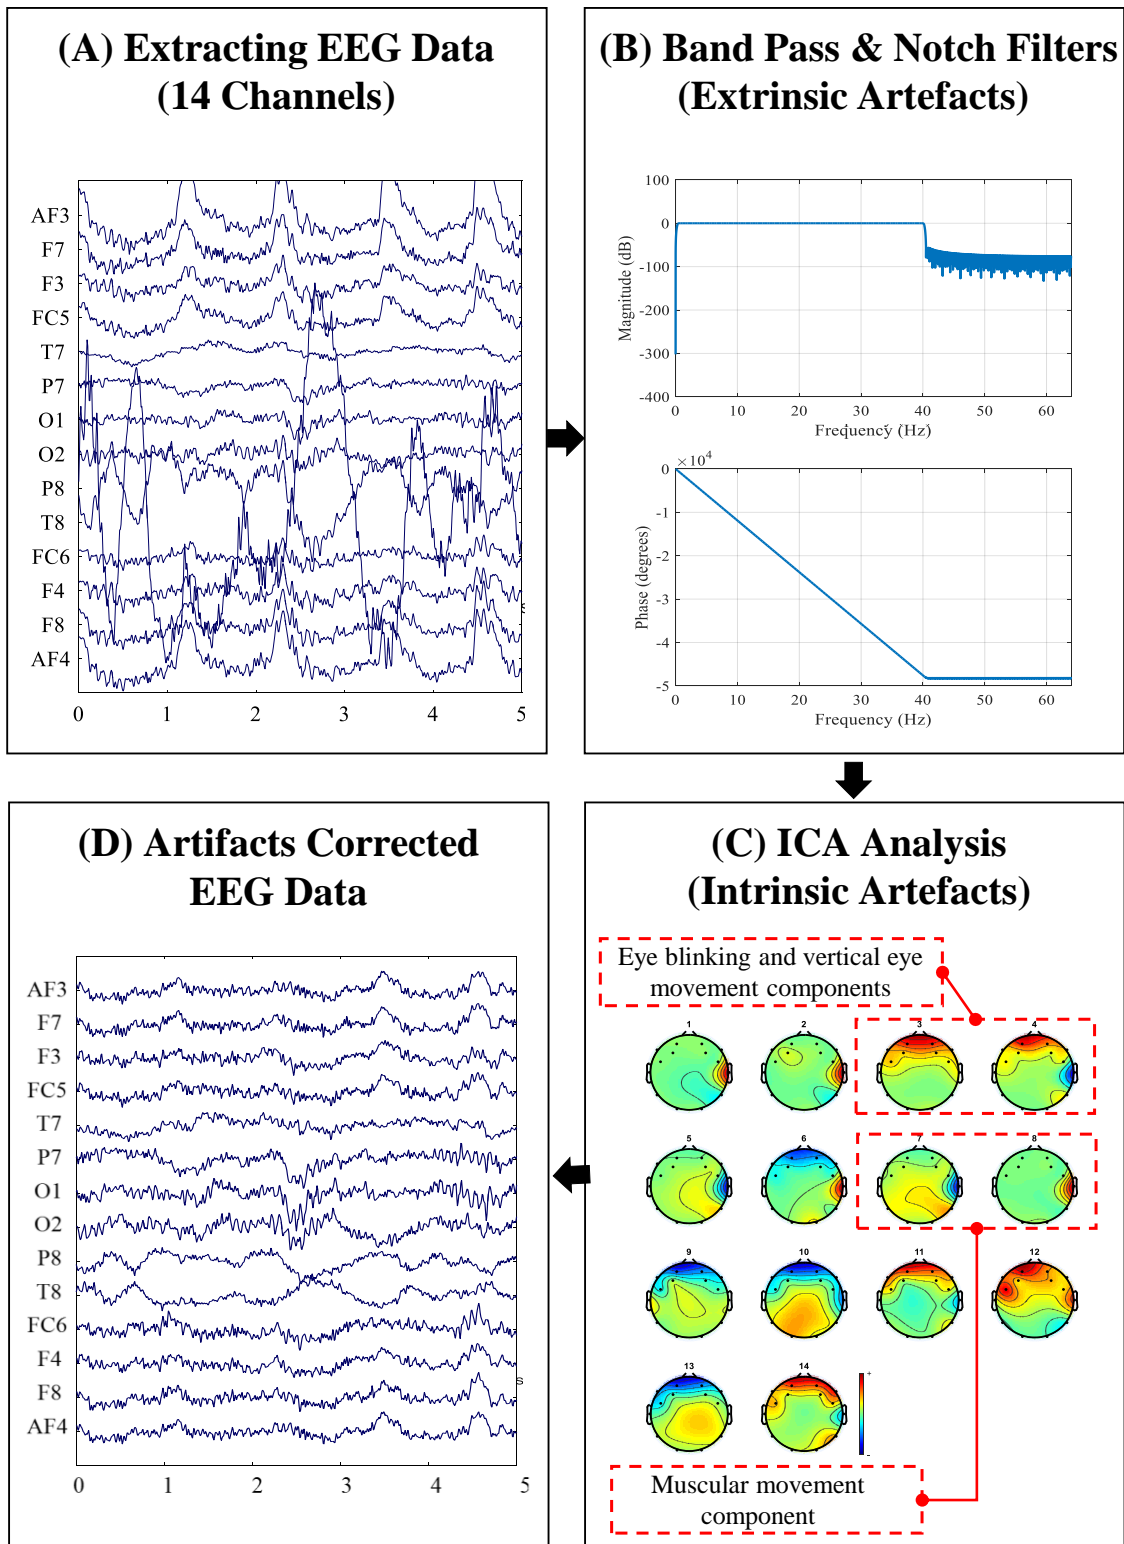 (A) Extracting EEG Data
(14 Channels)
AF3
F7
F3
FC5
T7
P7
O1
O2
P8
T8
FC6
F4
F8
AF4
s
0 1 2 3 4 5
(B) Band Pass & Notch Filters
(Extrinsic Artefacts)
100
0
-100
-200
-300
-400
Magnitude (dB)
0 10 20 30 40 50 60
Frequency (Hz)
×10⁴
0
-1
-2
-3
-4
-5
Phase (degrees)
0 10 20 30 40 50 60
Frequency (Hz)
(C) ICA Analysis
(Intrinsic Artefacts)
Eye blinking and vertical eye
movement components
1 2 3 4
5 6 7 8
9 10 11 12
13 14
+
-
Muscular movement
component
(D) Artifacts Corrected
EEG Data
AF3
F7
F3
FC5
T7
P7
O1
O2
P8
T8
FC6
F4
F8
AF4
s
0 1 2 3 4 5